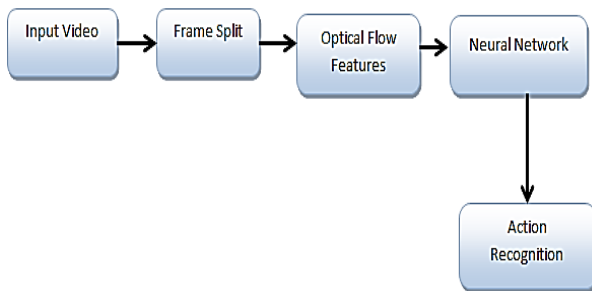 Input Video
Frame Split
Optical Flow
Features
Neural Network
Action
Recognition